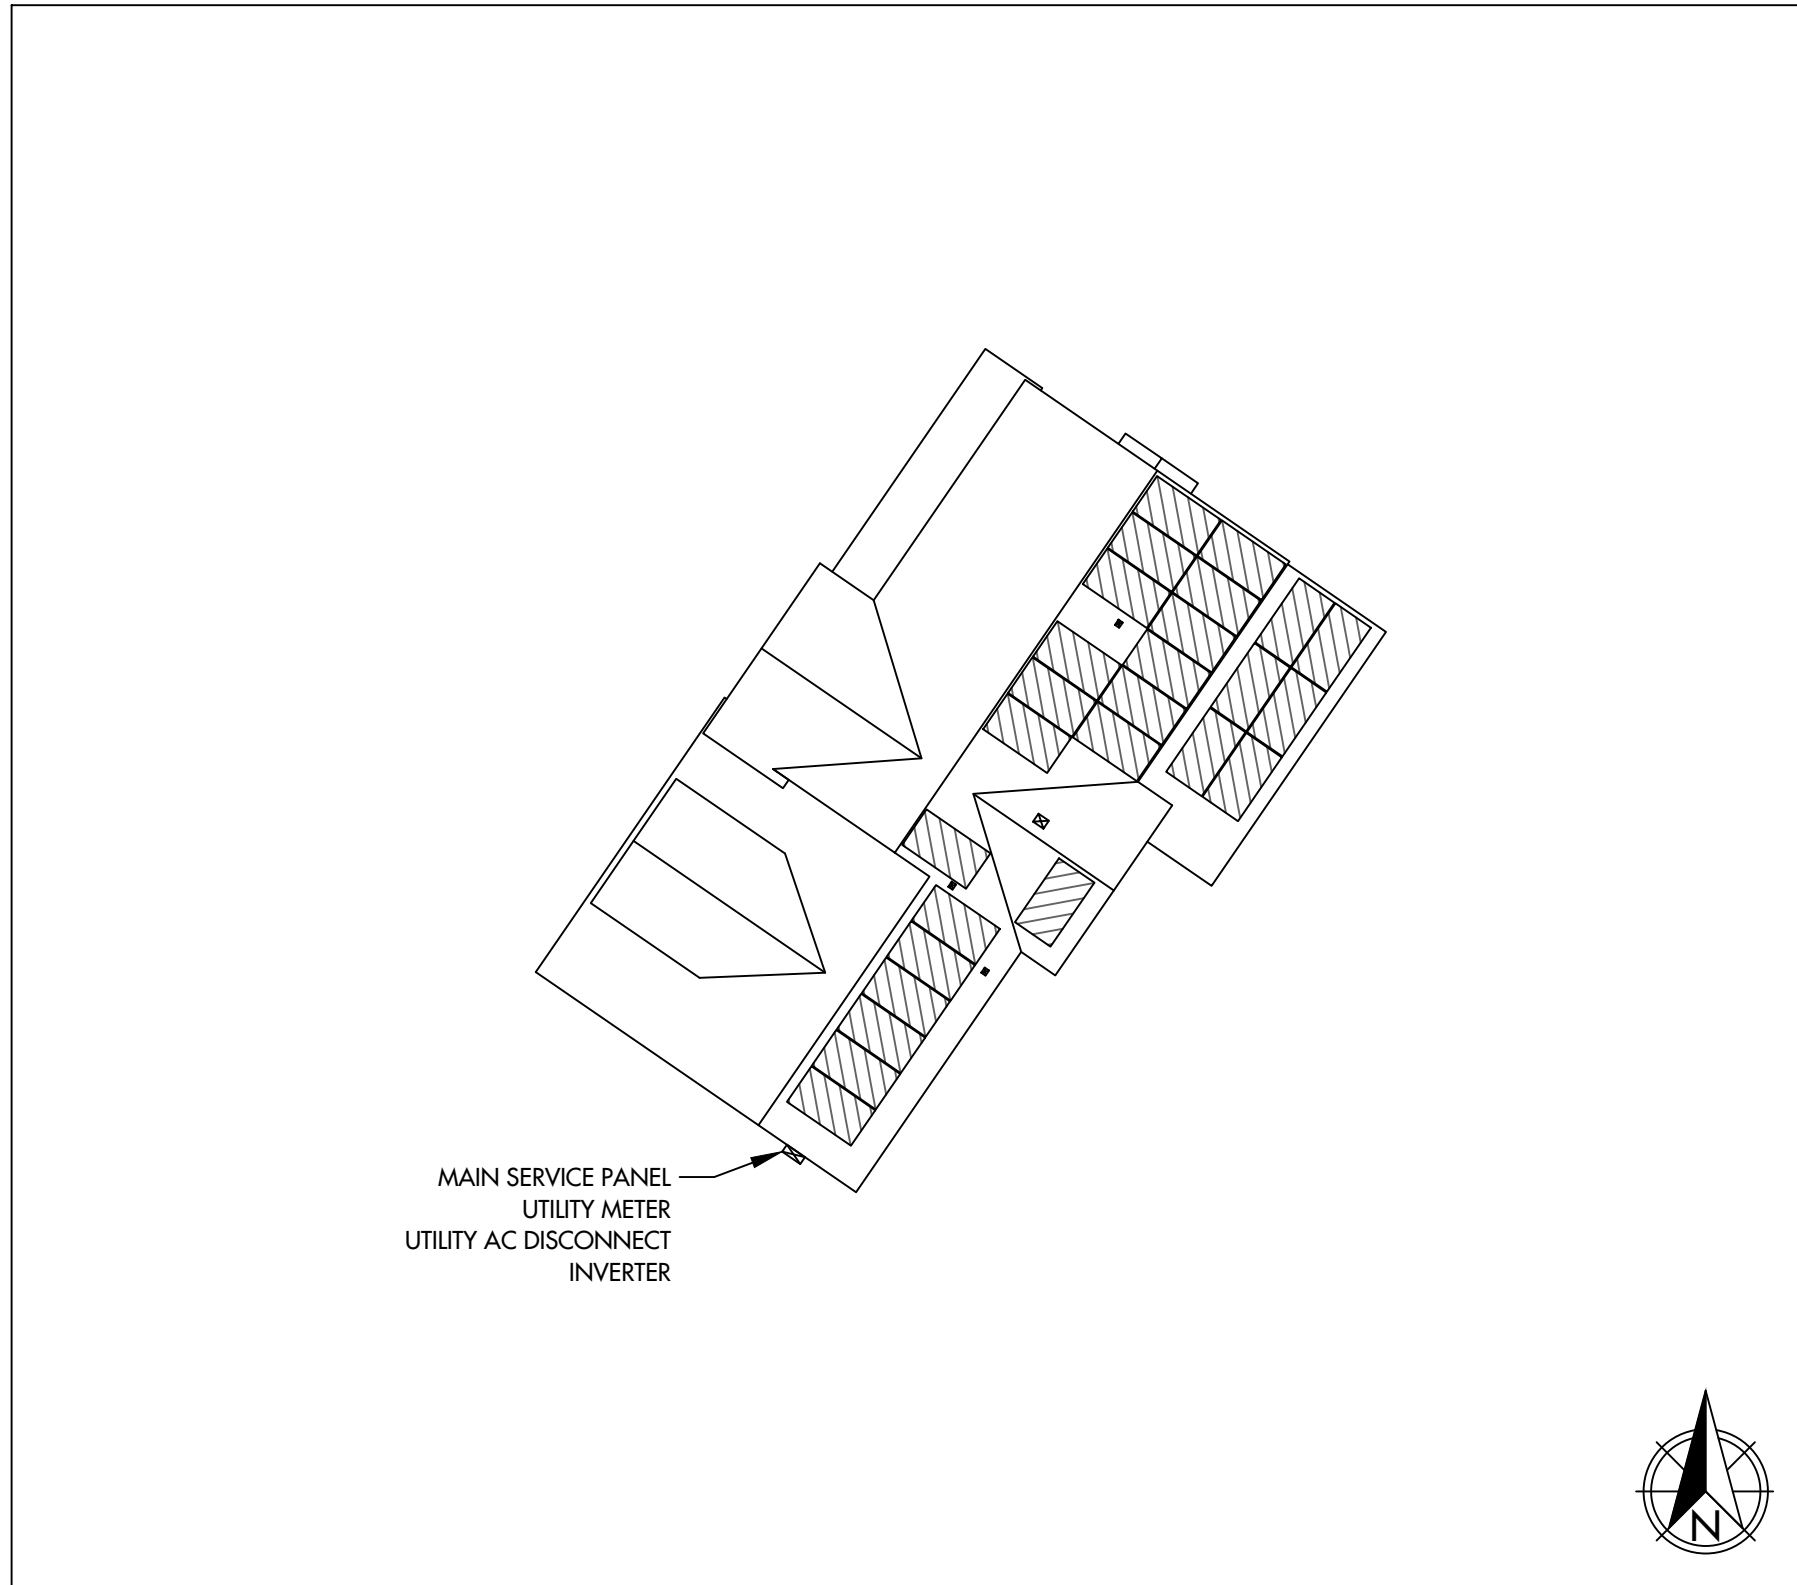 MAIN SERVICE PANEL
UTILITY METER
UTILITY AC DISCONNECT
INVERTER
N